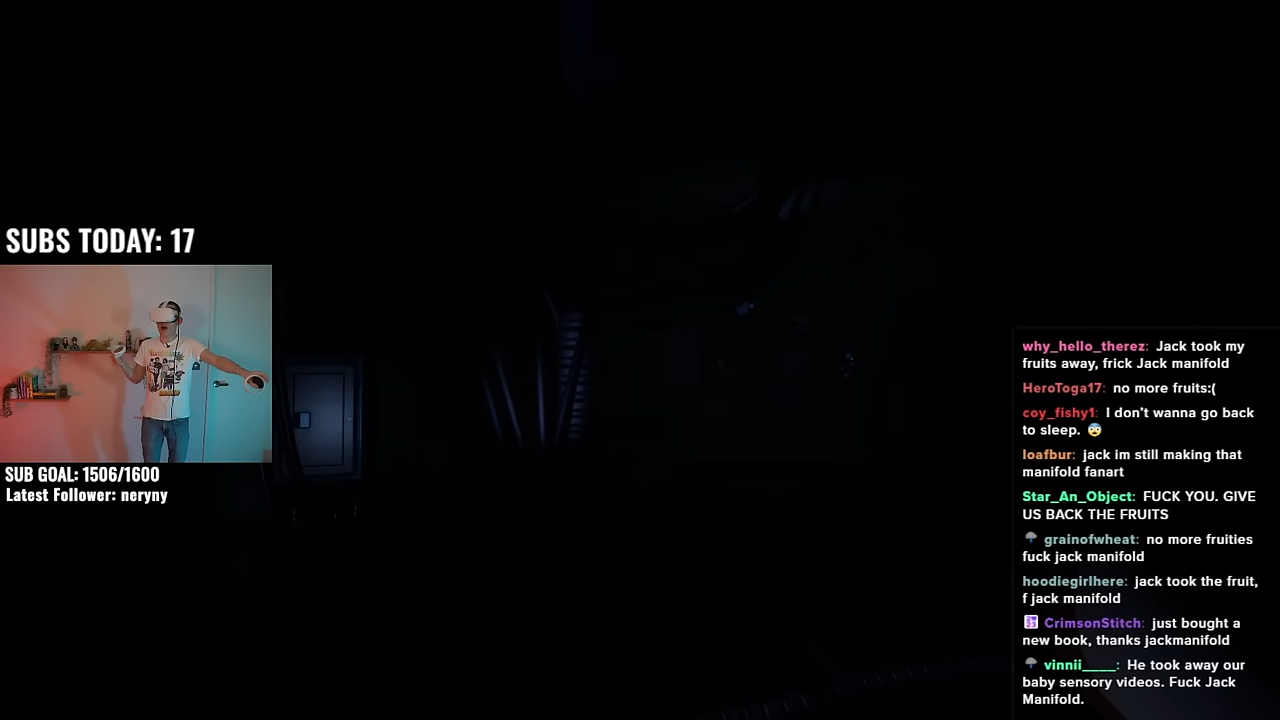 SUBS TODAY: 17
SUB GOAL: 1506/1600
Latest Follower: neryny
why_hello_therez: Jack took my
fruits away, frick Jack manifold
HeroToga17: no more fruits:(
coy_fishy1: I don't wanna go back
to sleep. 😨
loafbur: jack im still making that
manifold fanart
Star_An_Object: FUCK YOU. GIVE
US BACK THE FRUITS
grainofwheat: no more fruities
fuck jack manifold
hoodiegirlhere: jack took the fruit,
f jack manifold
CrimsonStitch: just bought a
new book, thanks jackmanifold
vinnii____: He took away our
baby sensory videos. Fuck Jack
Manifold.